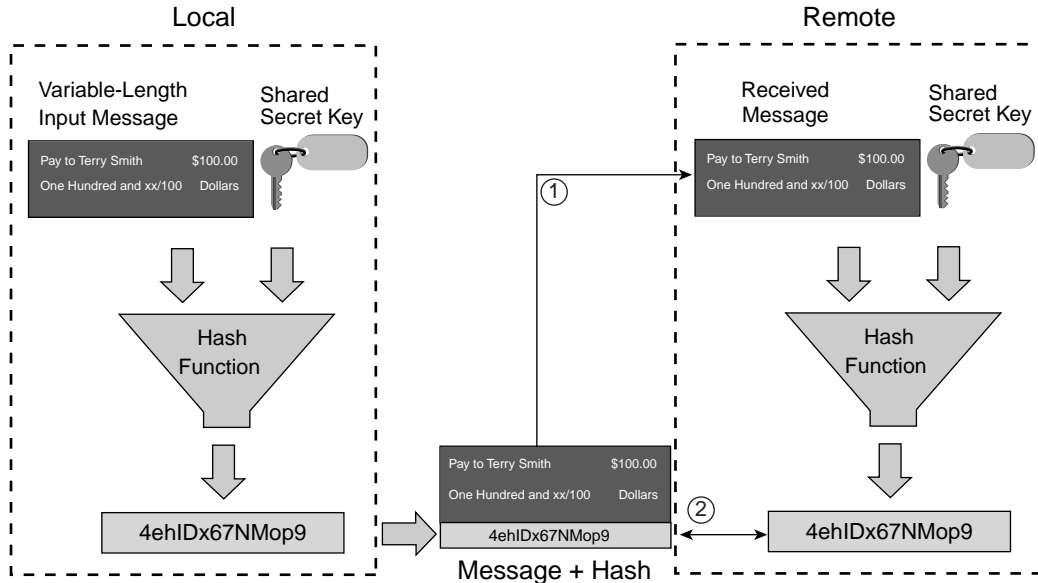 Local
Remote
Variable-Length
Input Message
Shared
Secret Key
Pay to Terry Smith $100.00
One Hundred and xx/100 Dollars
Hash
Function
4ehIDx67NMop9
Pay to Terry Smith $100.00
One Hundred and xx/100 Dollars
4ehIDx67NMop9
Message + Hash
1
2
Received
Message
Shared
Secret Key
Pay to Terry Smith $100.00
One Hundred and xx/100 Dollars
Hash
Function
4ehIDx67NMop9